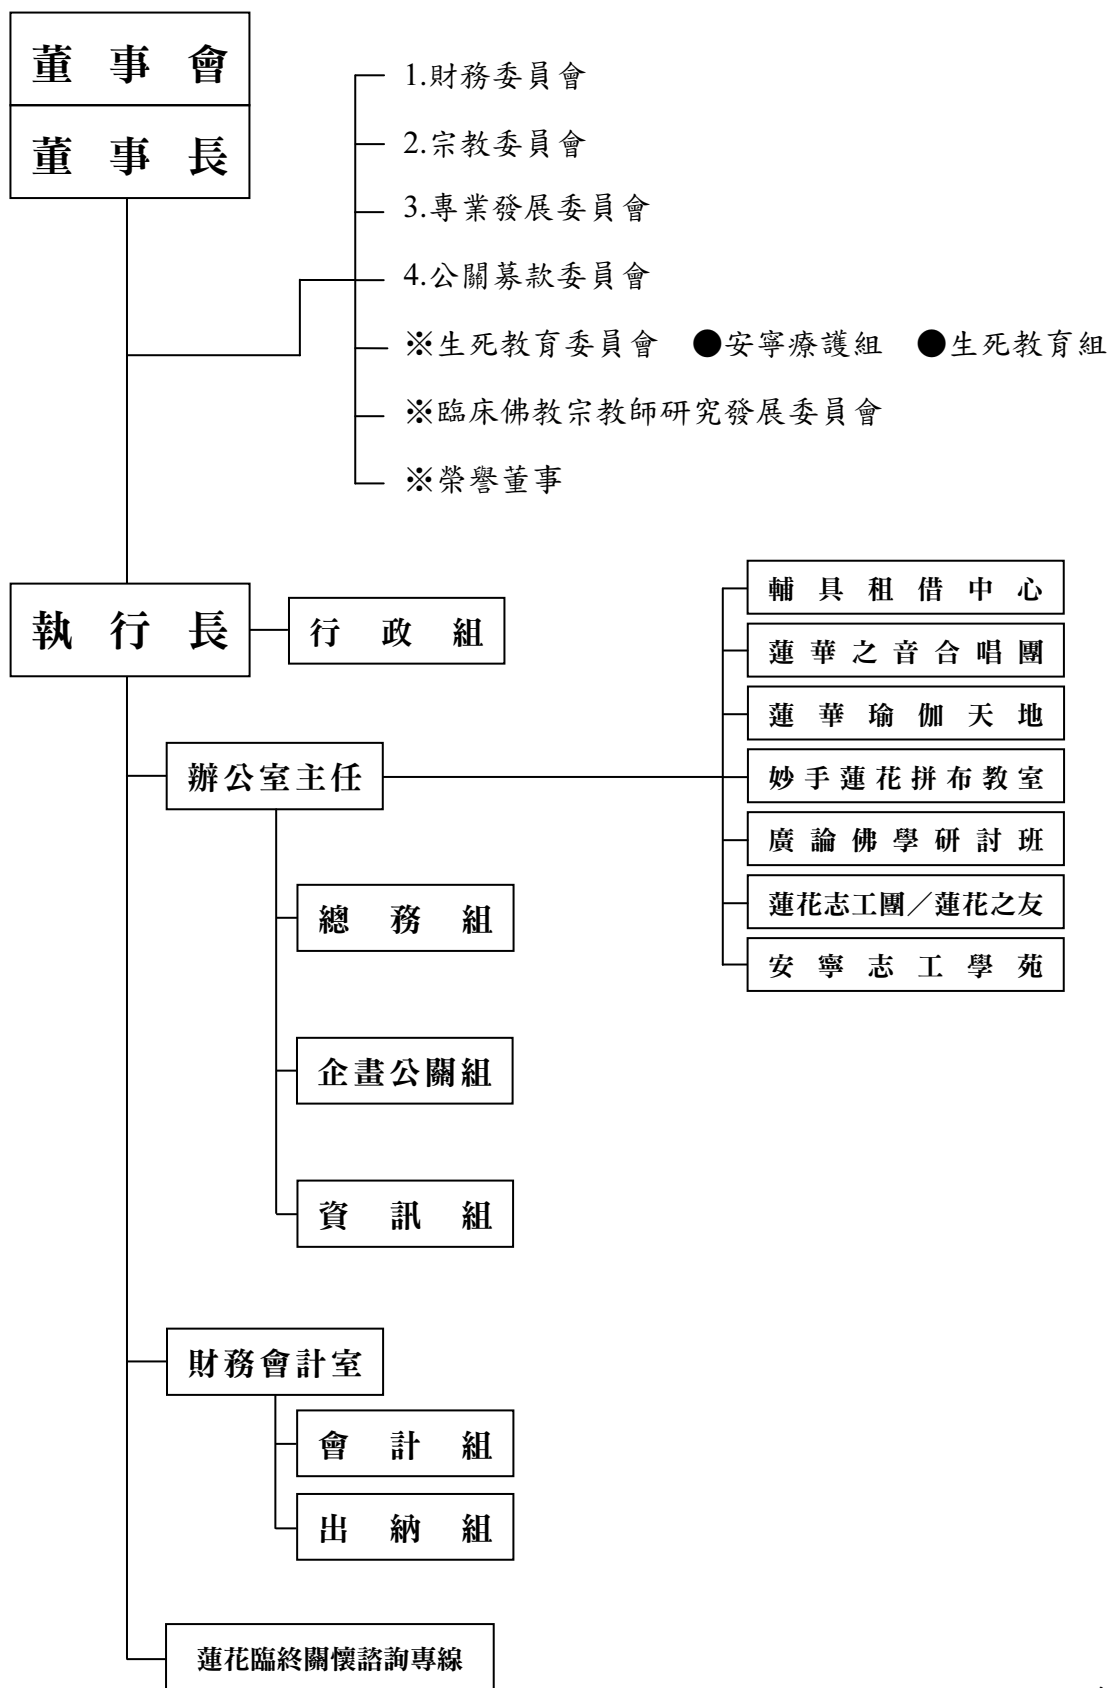 董事會
董事長
1.財務委員會
2.宗教委員會
3.專業發展委員會
4.公關募款委員會
※生死教育委員會 ●安寧療護組 ●生死教育組
※臨床佛教宗教師研究發展委員會
※榮譽董事
執行長
行政組
輔具租借中心
蓮華之音合唱團
蓮華瑜伽天地
妙手蓮花拼布教室
廣論佛學研討班
蓮花志工團／蓮花之友
安寧志工學苑
辦公室主任
總務組
企畫公關組
資訊組
財務會計室
會計組
出納組
蓮花臨終關懷諮詢專線